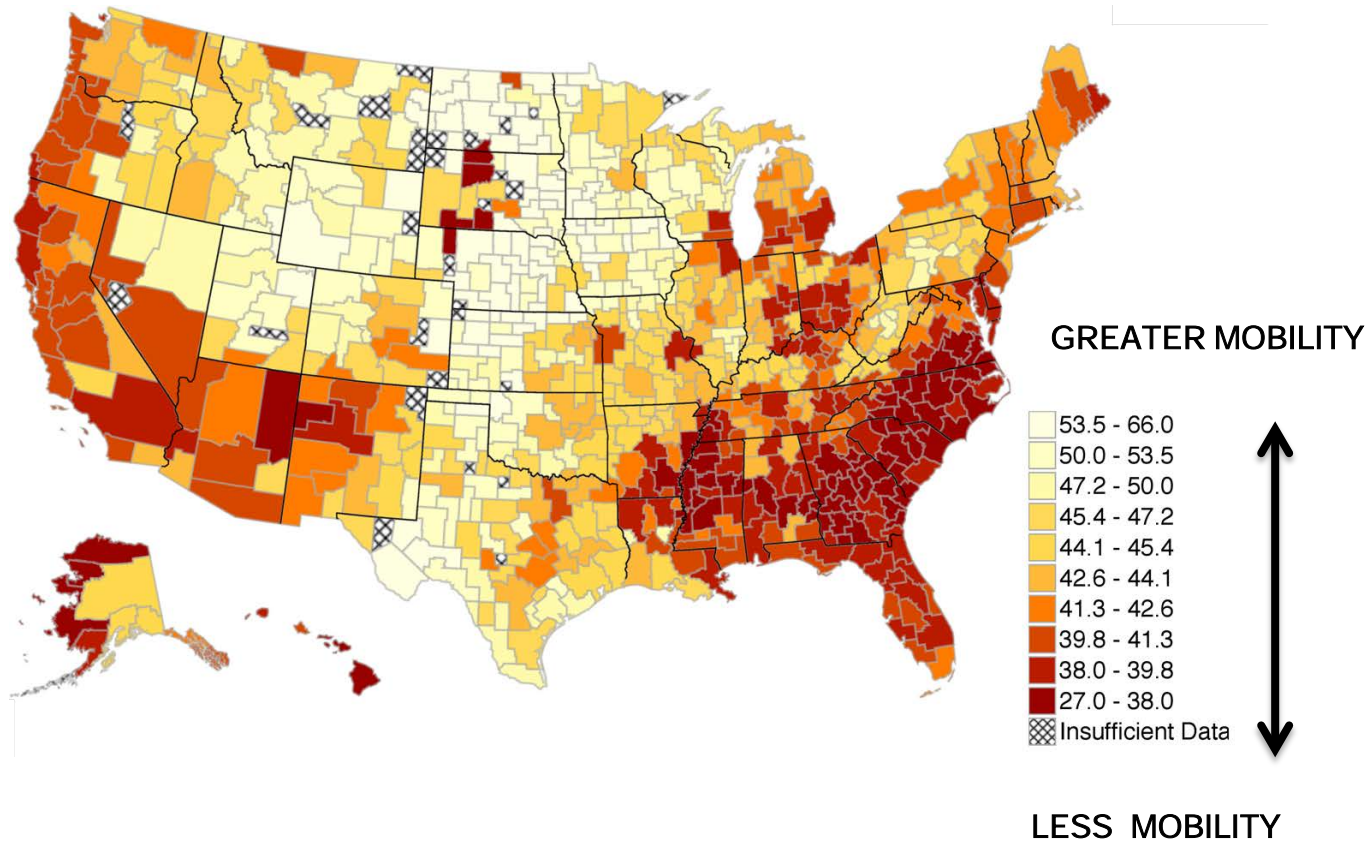 GREATER MOBILITY
53.5 - 66.0
50.0 - 53.5
47.2 - 50.0
45.4 - 47.2
44.1 - 45.4
42.6 - 44.1
41.3 - 42.6
39.8 - 41.3
38.0 - 39.8
27.0 - 38.0
Insufficient Data
LESS MOBILITY